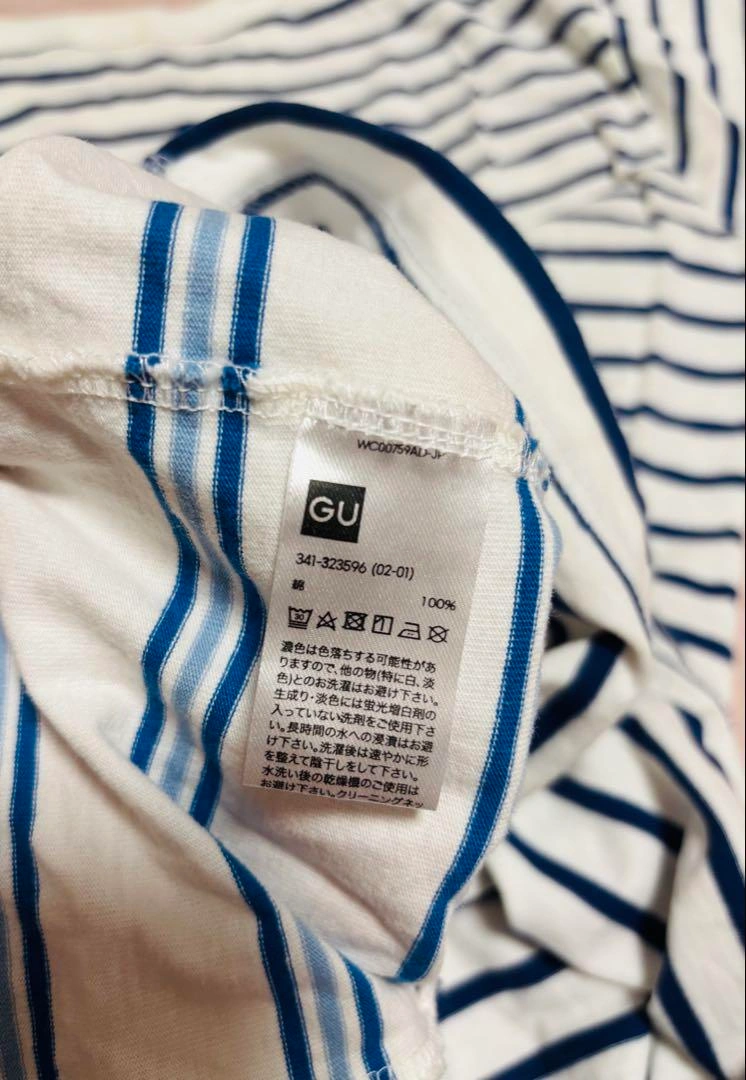 WC00759AD-JP
GU
341-323596 (02-01)
綿 100%
30
濃色は色落ちする可能性があ
りますので、他の物(特に白、淡
色)とのお洗濯はお避け下さい。
生成り・淡色には蛍光増白剤の
入っていない洗剤をご使用下さ
い。長時間の水への浸漬はお避
け下さい。洗濯後は速やかに形
を整えて陰干しをして下さい。
水洗い後の乾燥機のご使用は
お避け下さい。クリーニングネッ